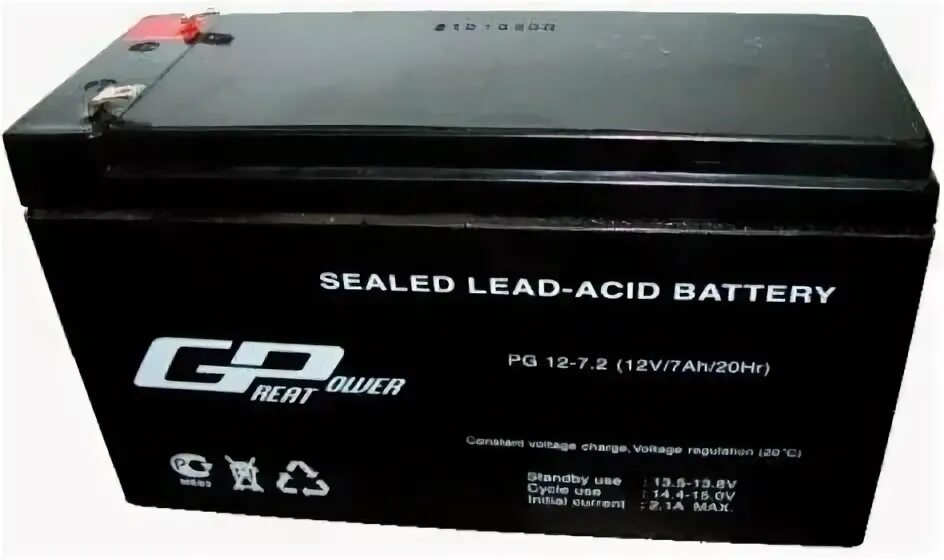 SEALED LEAD-ACID BATTERY
PG 12-7.2 (12V/7Ah/20Hr)
GREAT POWER
Constant voltage charge, Voltage regulation (20°C)
Standby use : 13.5-13.8V
Cycle use : 14.4-15.0V
Initial current : 2.1A MAX.